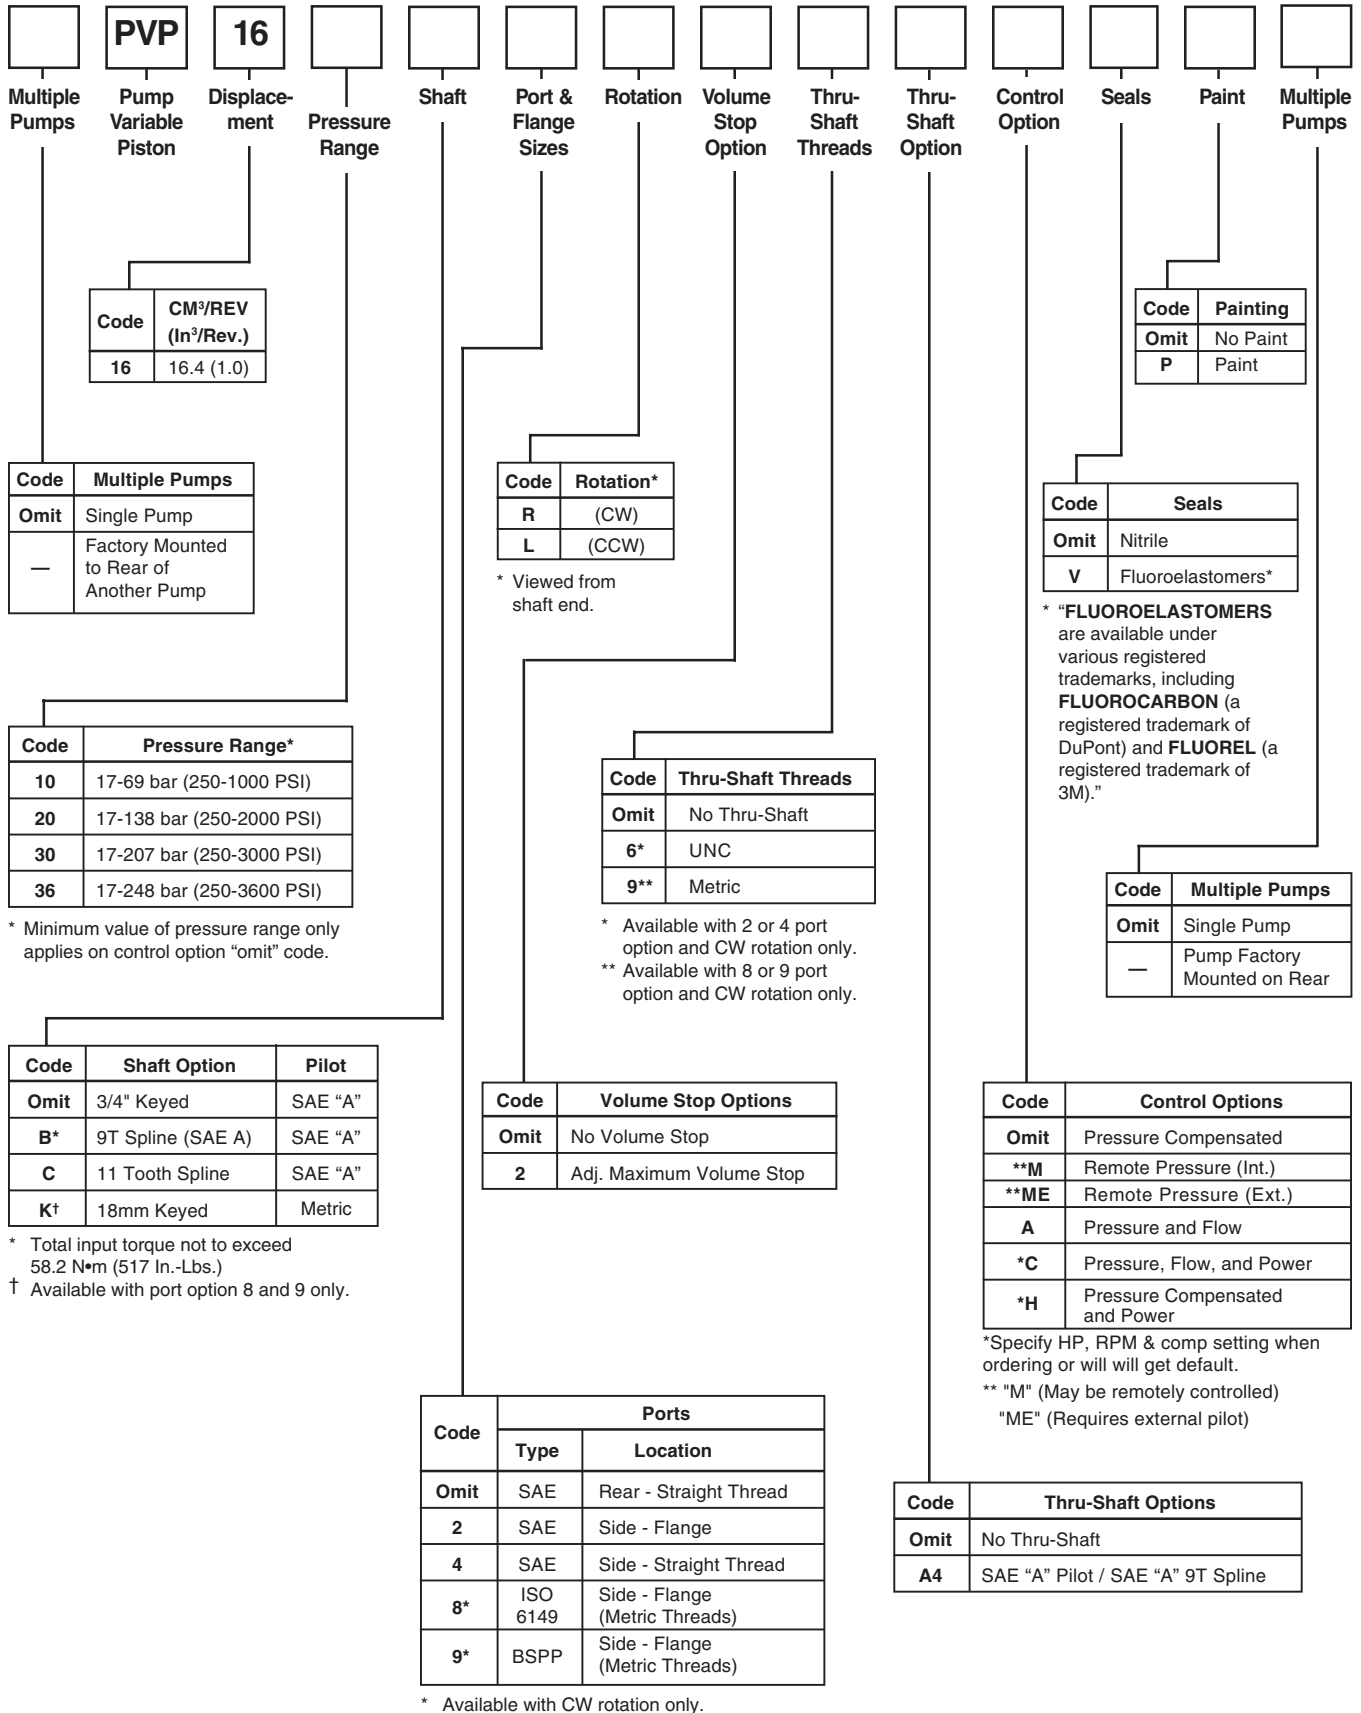 PVP
16
Multiple
Pumps
Pump
Variable
Piston
Displace-
ment
Pressure
Range
Shaft
Port &
Flange
Sizes
Rotation
Volume
Stop
Option
Thru-
Shaft
Threads
Thru-
Shaft
Option
Control
Option
Seals
Paint
Multiple
Pumps
Code
CM³/REV
(In³/Rev.)
16
16.4 (1.0)
Code
Painting
Omit
No Paint
P
Paint
Code
Multiple Pumps
Omit
Single Pump
—
Factory Mounted
to Rear of
Another Pump
Code
Rotation*
R
(CW)
L
(CCW)
* Viewed from
shaft end.
Code
Seals
Omit
Nitrile
V
Fluoroelastomers*
* “FLUOROELASTOMERS
are available under
various registered
trademarks, including
FLUOROCARBON (a
registered trademark of
DuPont) and FLUOREL (a
registered trademark of
3M).”
Code
Pressure Range*
10
17-69 bar (250-1000 PSI)
20
17-138 bar (250-2000 PSI)
30
17-207 bar (250-3000 PSI)
36
17-248 bar (250-3600 PSI)
* Minimum value of pressure range only
applies on control option “omit” code.
Code
Thru-Shaft Threads
Omit
No Thru-Shaft
6*
UNC
9**
Metric
* Available with 2 or 4 port
option and CW rotation only.
** Available with 8 or 9 port
option and CW rotation only.
Code
Multiple Pumps
Omit
Single Pump
—
Pump Factory
Mounted on Rear
Code
Shaft Option
Pilot
Omit
3/4" Keyed
SAE “A”
B*
9T Spline (SAE A)
SAE “A”
C
11 Tooth Spline
SAE “A”
K†
18mm Keyed
Metric
* Total input torque not to exceed
58.2 N•m (517 In.-Lbs.)
† Available with port option 8 and 9 only.
Code
Volume Stop Options
Omit
No Volume Stop
2
Adj. Maximum Volume Stop
Code
Control Options
Omit
Pressure Compensated
**M
Remote Pressure (Int.)
**ME
Remote Pressure (Ext.)
A
Pressure and Flow
*C
Pressure, Flow, and Power
*H
Pressure Compensated
and Power
*Specify HP, RPM & comp setting when
ordering or will will get default.
** "M" (May be remotely controlled)
"ME" (Requires external pilot)
Code
Ports
Type
Location
Omit
SAE
Rear - Straight Thread
2
SAE
Side - Flange
4
SAE
Side - Straight Thread
8*
ISO
6149
Side - Flange
(Metric Threads)
9*
BSPP
Side - Flange
(Metric Threads)
* Available with CW rotation only.
Code
Thru-Shaft Options
Omit
No Thru-Shaft
A4
SAE “A” Pilot / SAE “A” 9T Spline